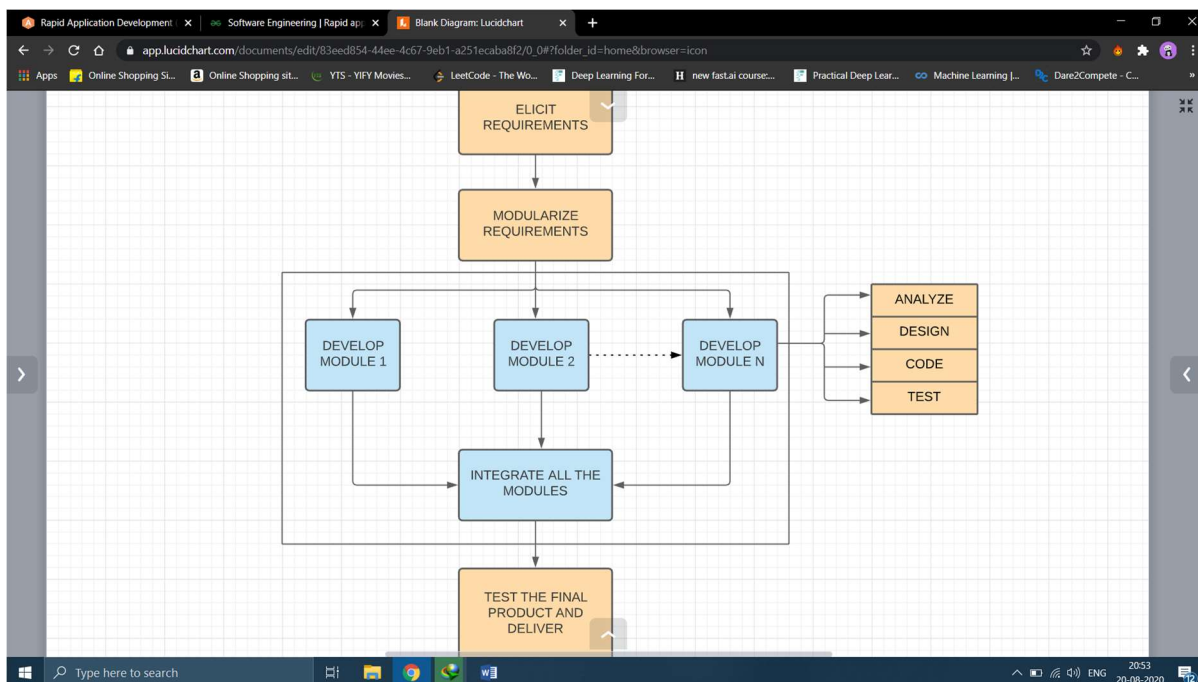 Rapid Application Development
Software Engineering | Rapid app
Blank Diagram: Lucidchart
app.lucidchart.com/documents/edit/83eed854-44ee-4c67-9eb1-a251ecaba8f2/0_0#?folder_id=home&browser=icon
Apps
Online Shopping Si...
Online Shopping sit...
YTS - YIFY Movies...
LeetCode - The Wo...
Deep Learning For...
new fast.ai course:...
Practical Deep Lear...
Machine Learning |...
Dare2Compete - C...
ELICIT
REQUIREMENTS
MODULARIZE
REQUIREMENTS
DEVELOP
MODULE 1
DEVELOP
MODULE 2
DEVELOP
MODULE N
ANALYZE
DESIGN
CODE
TEST
INTEGRATE ALL THE
MODULES
TEST THE FINAL
PRODUCT AND
DELIVER
Type here to search
ENG
20:53
20-08-2020
12